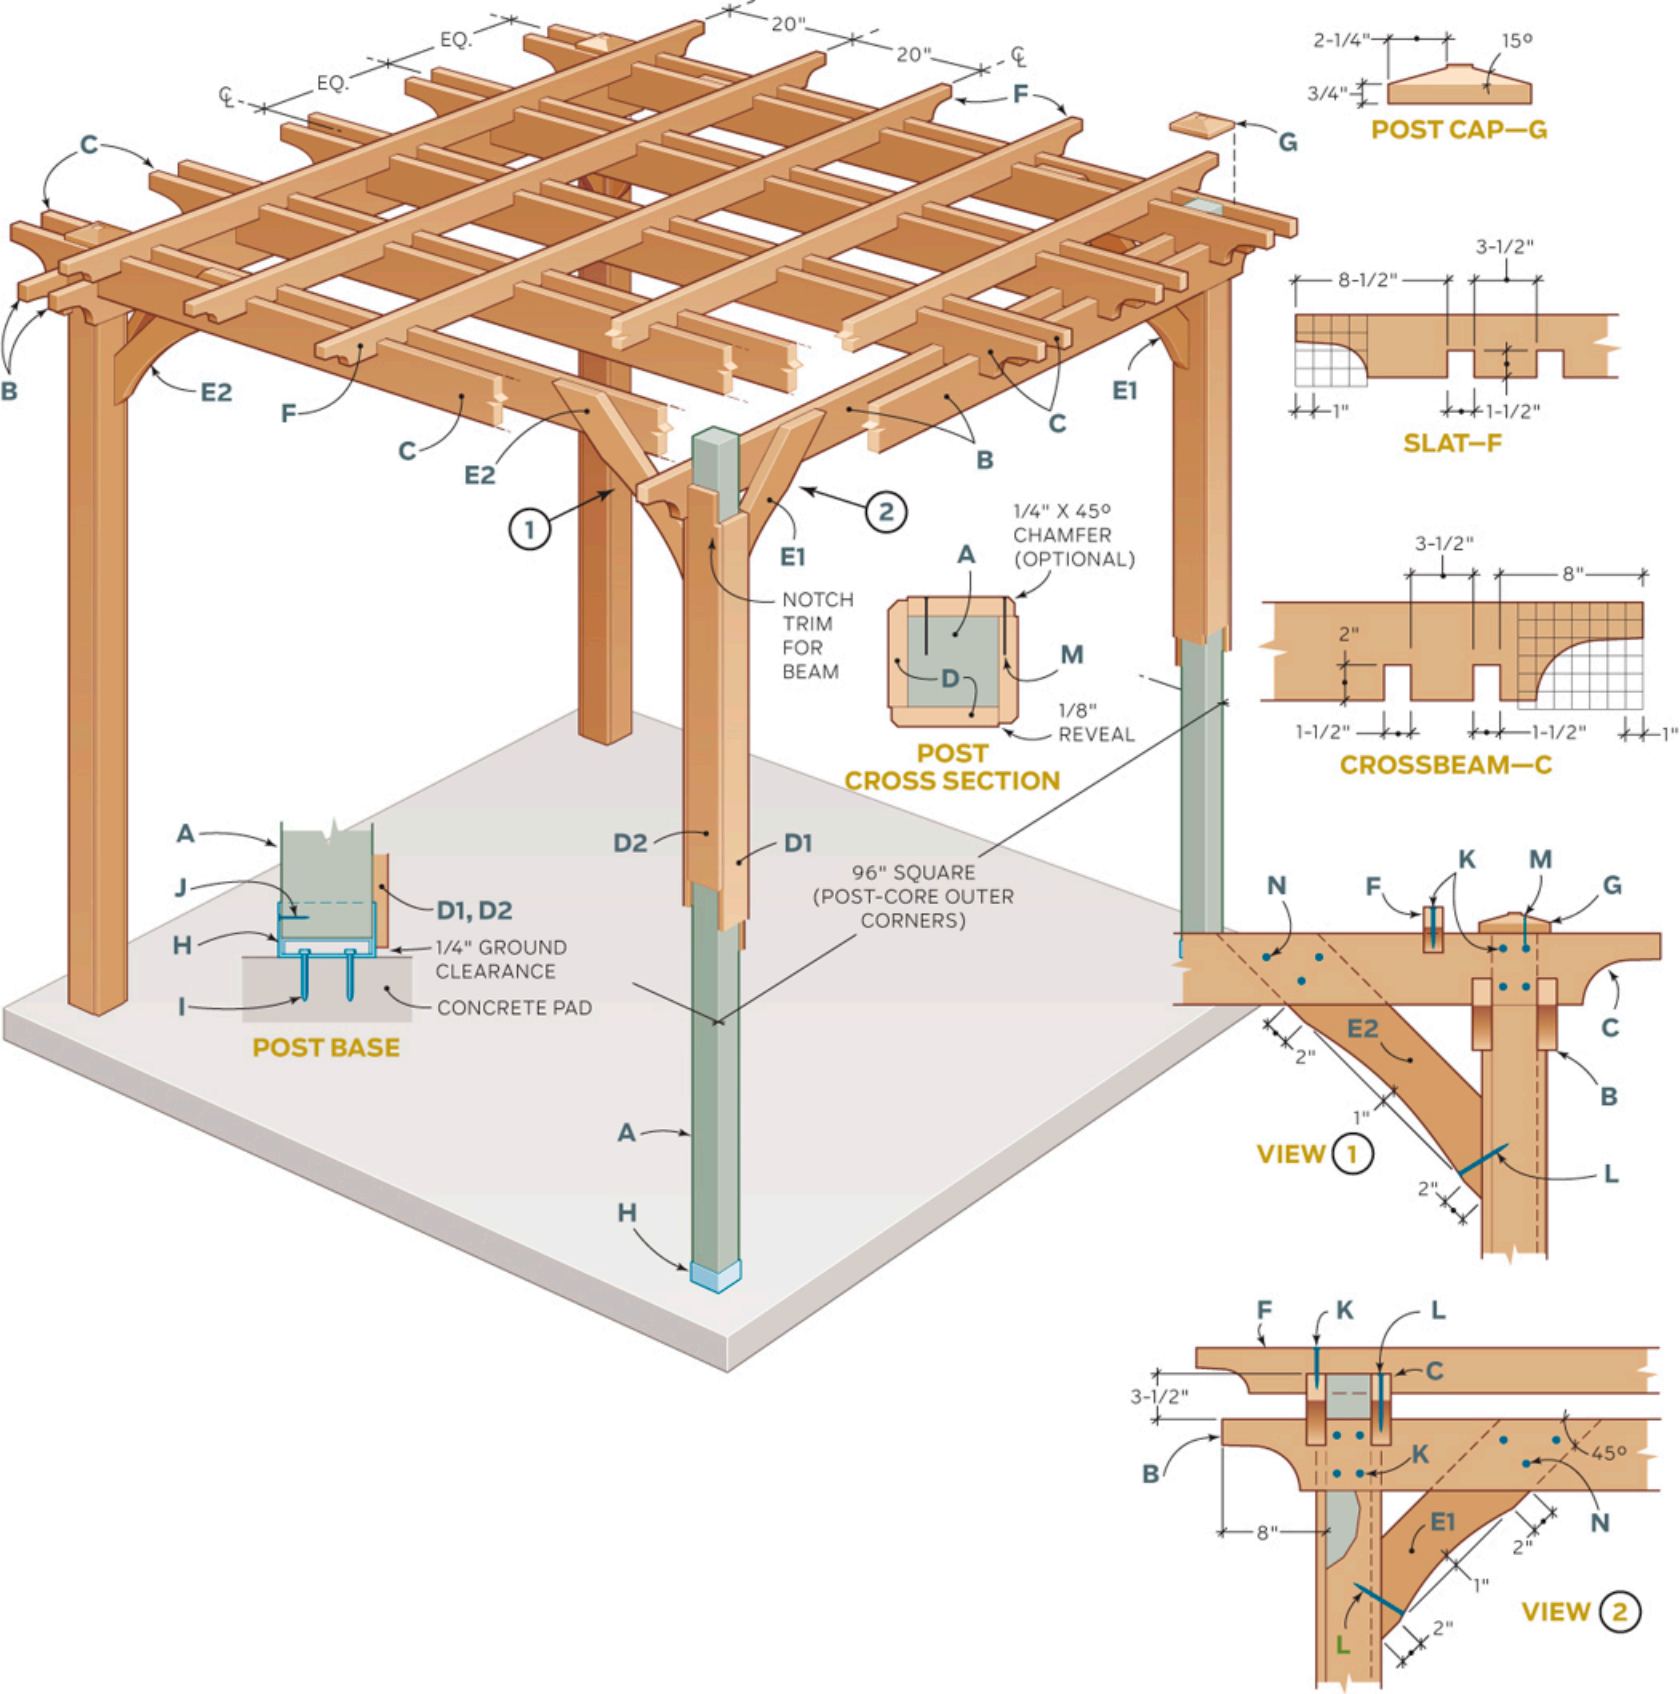 EQ.
EQ.
℄
20"
20"
℄
F
C
G
B
E2
F
C
E2
1
E1
2
B
C
E1
NOTCH
TRIM
FOR
BEAM
2-1/4"
15°
3/4"
POST CAP—G
3-1/2"
8-1/2"
1"
1-1/2"
SLAT—F
1/4" X 45°
CHAMFER
(OPTIONAL)
A
D
M
1/8"
REVEAL
POST
CROSS SECTION
3-1/2"
8"
2"
1-1/2"
1-1/2"
1"
CROSSBEAM—C
D2
D1
96" SQUARE
(POST-CORE OUTER
CORNERS)
A
J
H
I
D1, D2
1/4" GROUND
CLEARANCE
CONCRETE PAD
POST BASE
A
H
N
F
K
M
G
E2
C
B
2"
1"
2"
L
VIEW 1
F
K
L
C
3-1/2"
B
K
45°
8"
E1
N
2"
1"
2"
L
VIEW 2